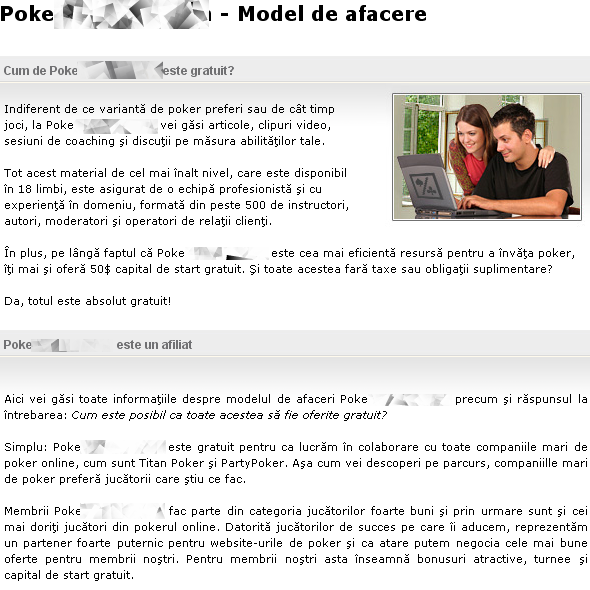 Poke - Model de afacere
Cum de Poke este gratuit?
Indiferent de ce variantă de poker preferi sau de cât timp
joci, la Poke vei găsi articole, clipuri video,
sesiuni de coaching şi discuţii pe măsura abilităţilor tale.
Tot acest material de cel mai înalt nivel, care este disponibil
în 18 limbi, este asigurat de o echipă profesionistă şi cu
experienţă în domeniu, formată din peste 500 de instructori,
autori, moderatori şi operatori de relaţii clienţi.
În plus, pe lângă faptul că Poke este cea mai eficientă resursă pentru a învăţa poker,
îţi mai şi oferă 50$ capital de start gratuit. Şi toate acestea fară taxe sau obligaţii suplimentare?
Da, totul este absolut gratuit!
Poke este un afiliat
Aici vei găsi toate informaţiile despre modelul de afaceri Poke precum şi răspunsul la
întrebarea: Cum este posibil ca toate acestea să fie oferite gratuit?
Simplu: Poke este gratuit pentru ca lucrăm în colaborare cu toate companiile mari de
poker online, cum sunt Titan Poker şi PartyPoker. Aşa cum vei descoperi pe parcurs, companiille mari
de poker preferă jucătorii care ştiu ce fac.
Membrii Poke fac parte din categoria jucătorilor foarte buni şi prin urmare sunt şi cei
mai doriţi jucători din pokerul online. Datorită jucătorilor de succes pe care îi aducem, reprezentăm
un partener foarte puternic pentru website-urile de poker şi ca atare putem negocia cele mai bune
oferte pentru membrii noştri. Pentru membrii noştri asta înseamnă bonusuri atractive, turnee şi
capital de start gratuit.